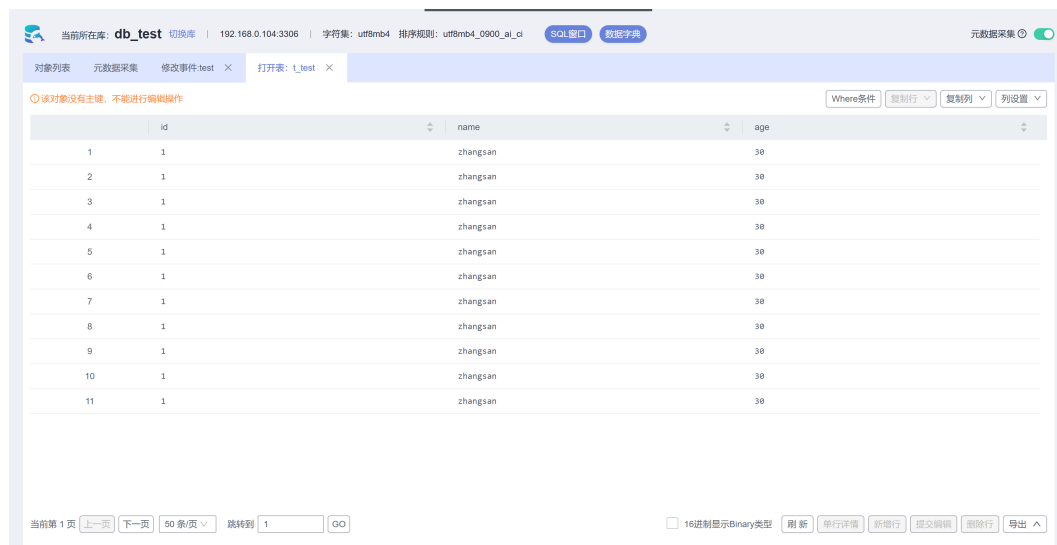 当前所在库: db_test 切换库 | 192.168.0.104:3306 | 字符集: utf8mb4 排序规则: utf8mb4_0900_ai_ci SQL窗口 数据字典 元数据采集
对象列表 元数据采集 修改事件:test × 打开表: t_test ×
该对象没有主键，不能进行编辑操作 Where条件 复制行 复制列 列设置
id name age
1 1 zhangsan 30
2 1 zhangsan 30
3 1 zhangsan 30
4 1 zhangsan 30
5 1 zhangsan 30
6 1 zhangsan 30
7 1 zhangsan 30
8 1 zhangsan 30
9 1 zhangsan 30
10 1 zhangsan 30
11 1 zhangsan 30
当前第 1 页 上一页 下一页 50 条/页 跳转到 1 GO 16进制显示Binary类型 刷 新 单行详情 新增行 提交编辑 删除行 导出